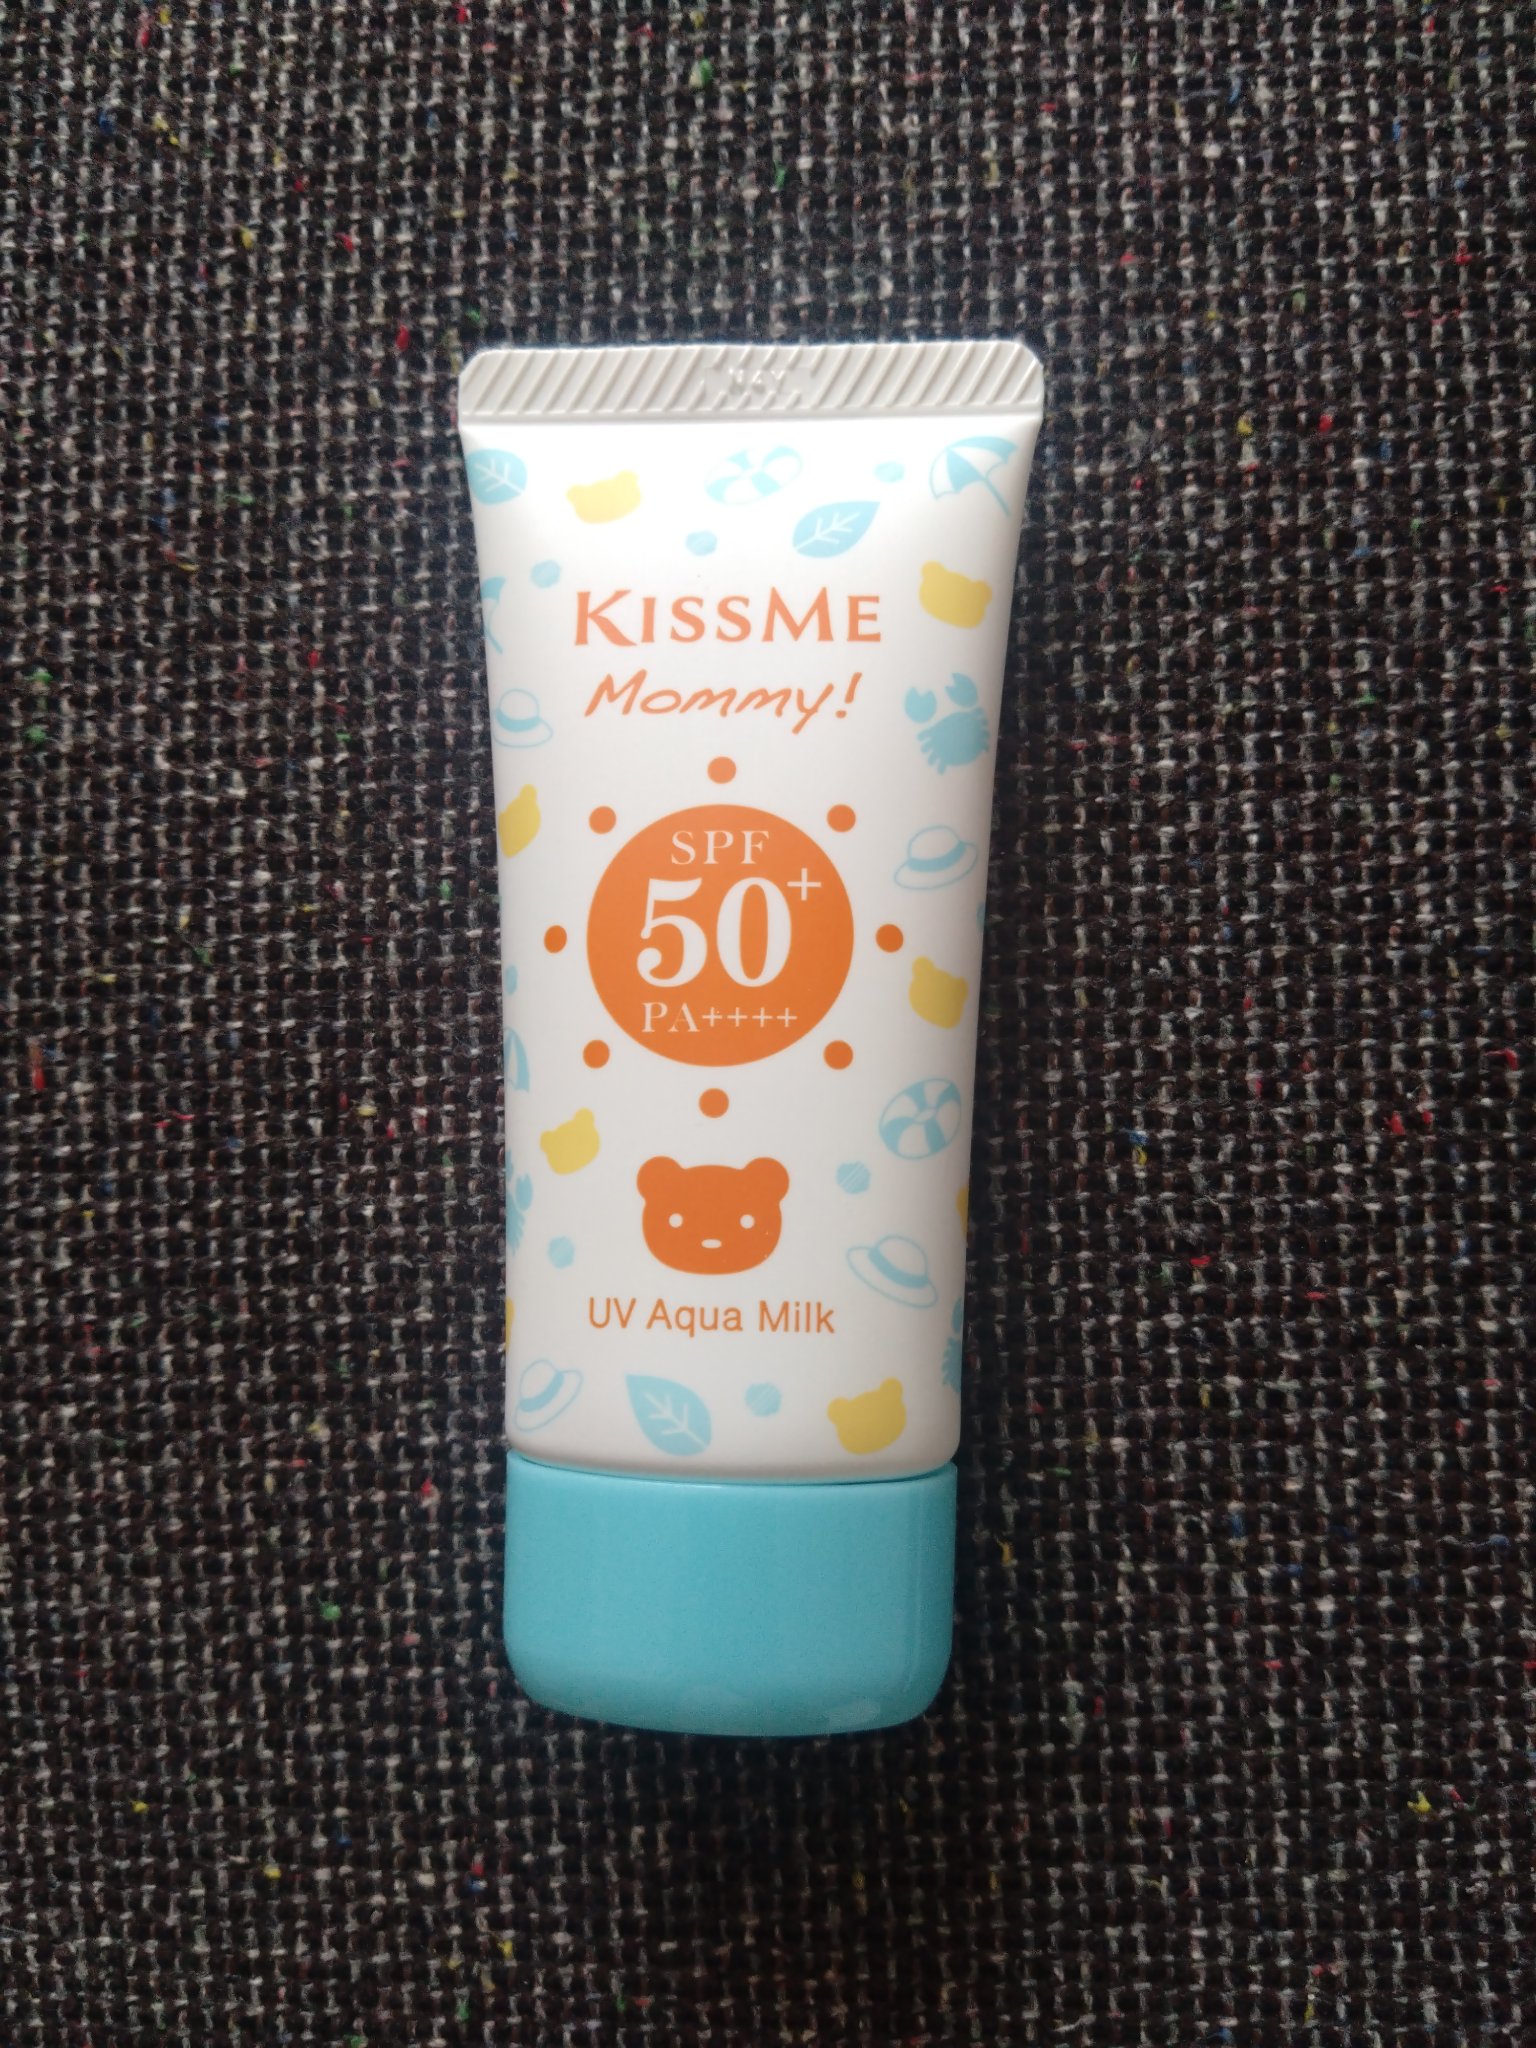 KISSME
Mommy!
SPF
50+
PA++++
UV Aqua Milk